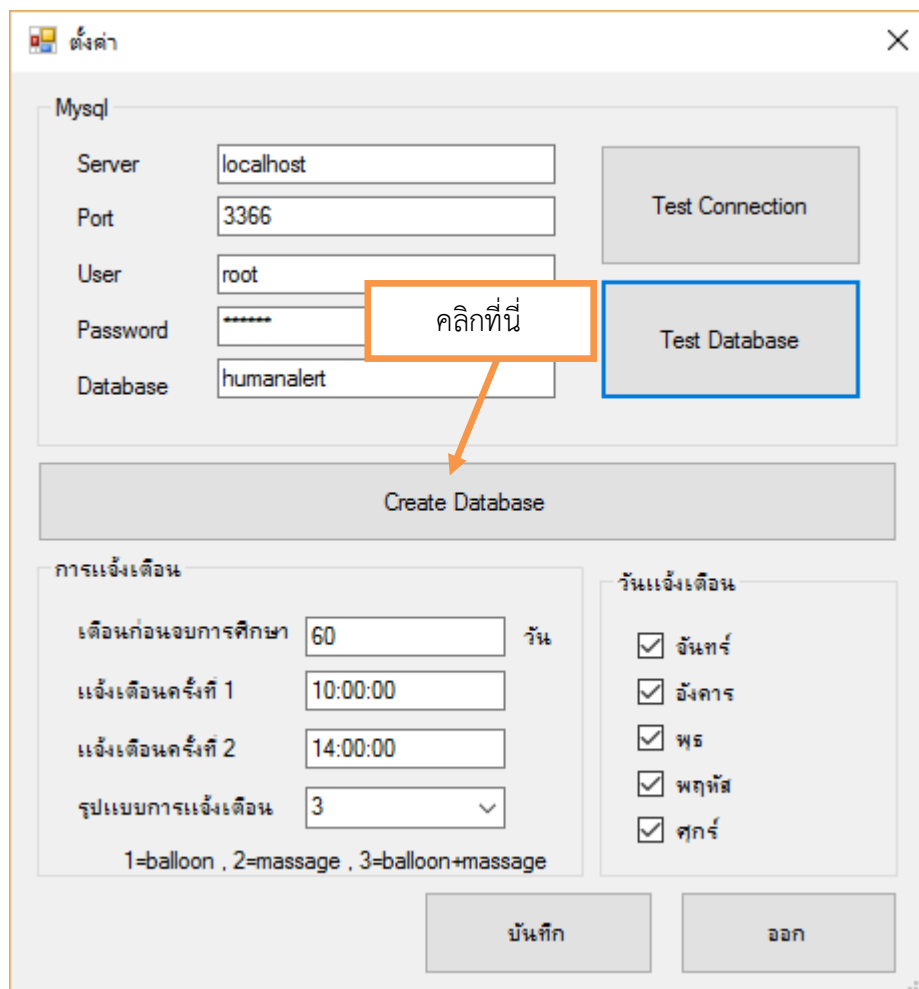 ตั้งค่า
Mysql
Server localhost
Port 3366
Test Connection
User root
คลิกที่นี่
Password ******
Test Database
Database humanalert
Create Database
การแจ้งเตือน
เตือนก่อนจบการศึกษา 60 วัน
แจ้งเตือนครั้งที่ 1 10:00:00
แจ้งเตือนครั้งที่ 2 14:00:00
รูปแบบการแจ้งเตือน 3
1=balloon , 2=massage , 3=balloon+massage
วันแจ้งเตือน
จันทร์
อังคาร
พุธ
พฤหัส
ศุกร์
บันทึก
ออก